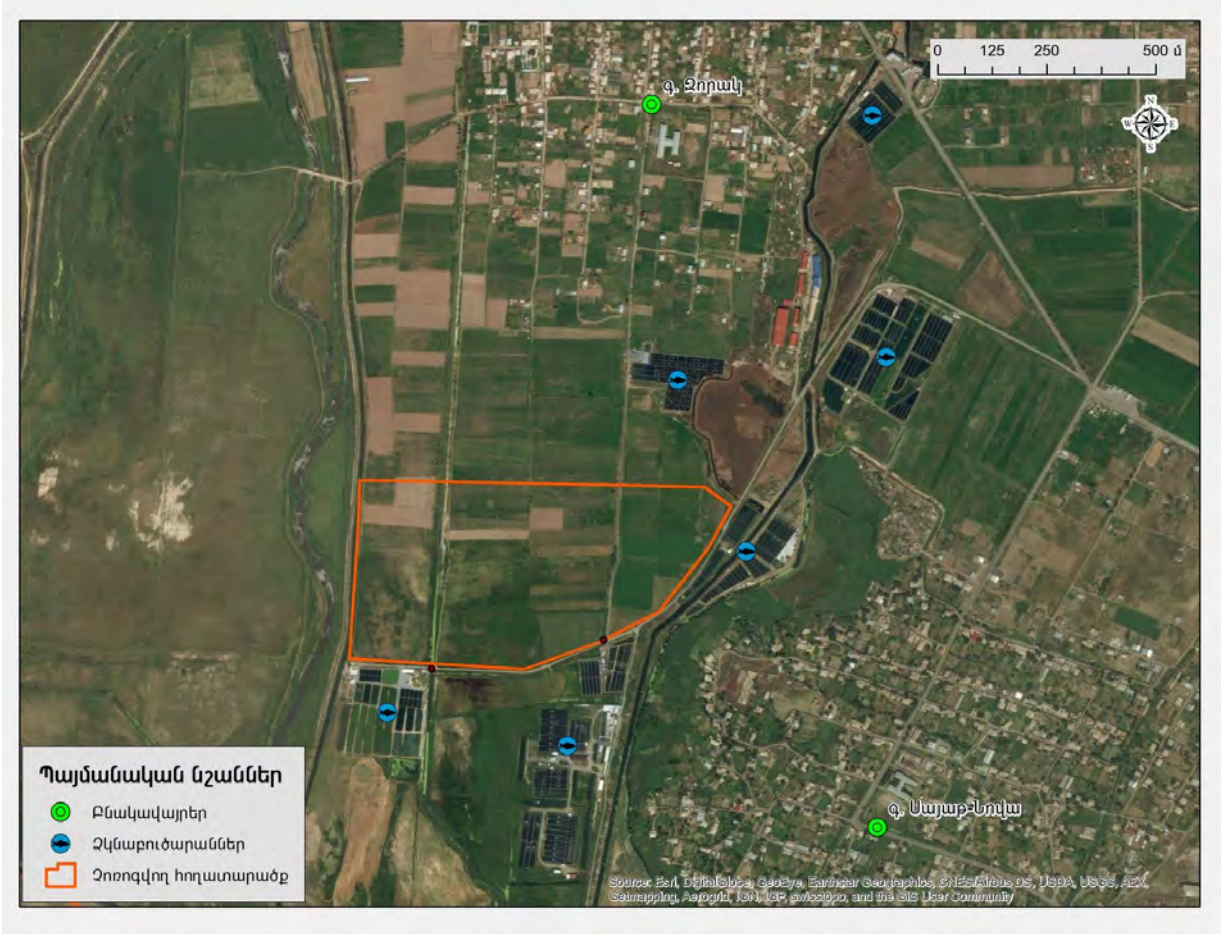 0 125 250 500 մ
գ. Զորակ
N
W E
S
Պայմանական նշաններ
Բնակավայրեր
Ձկնաբուծարաններ
Չոռոգվող հողատարածք
գ. Սայաթ-Նովա
Source: Esri, DigitalGlobe, GeoEye, Earthstar Geographics, CNES/Airbus DS, USDA, USGS, AEX,
Getmapping, Aerogrid, IGN, IGP, swisstopo, and the GIS User Community